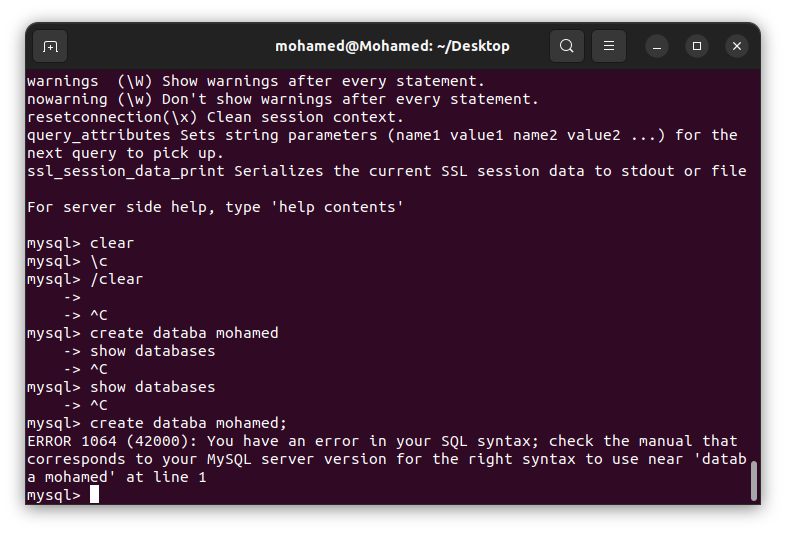 mohamed@Mohamed: ~/Desktop
warnings  (\W) Show warnings after every statement.
nowarning (\w) Don't show warnings after every statement.
resetconnection(\x) Clean session context.
query_attributes Sets string parameters (name1 value1 name2 value2 ...) for the
next query to pick up.
ssl_session_data_print Serializes the current SSL session data to stdout or file
For server side help, type 'help contents'
mysql> clear
mysql> \c
mysql> /clear
    ->
    -> ^C
mysql> create databa mohamed
    -> show databases
    -> ^C
mysql> show databases
    -> ^C
mysql> create databa mohamed;
ERROR 1064 (42000): You have an error in your SQL syntax; check the manual that
corresponds to your MySQL server version for the right syntax to use near 'datab
a mohamed' at line 1
mysql>